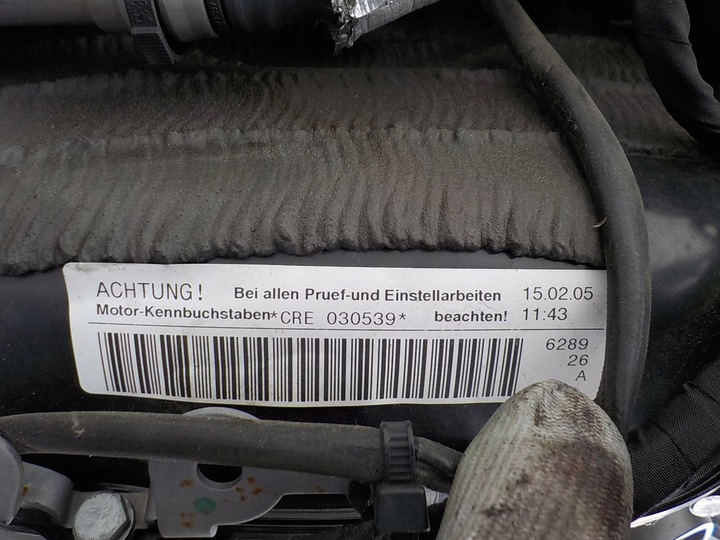 ACHTUNG! Bei allen Pruef-und Einstellarbeiten 15.02.05
Motor-Kennbuchstaben*CRE 030539* beachten! 11:43
6289
26
A